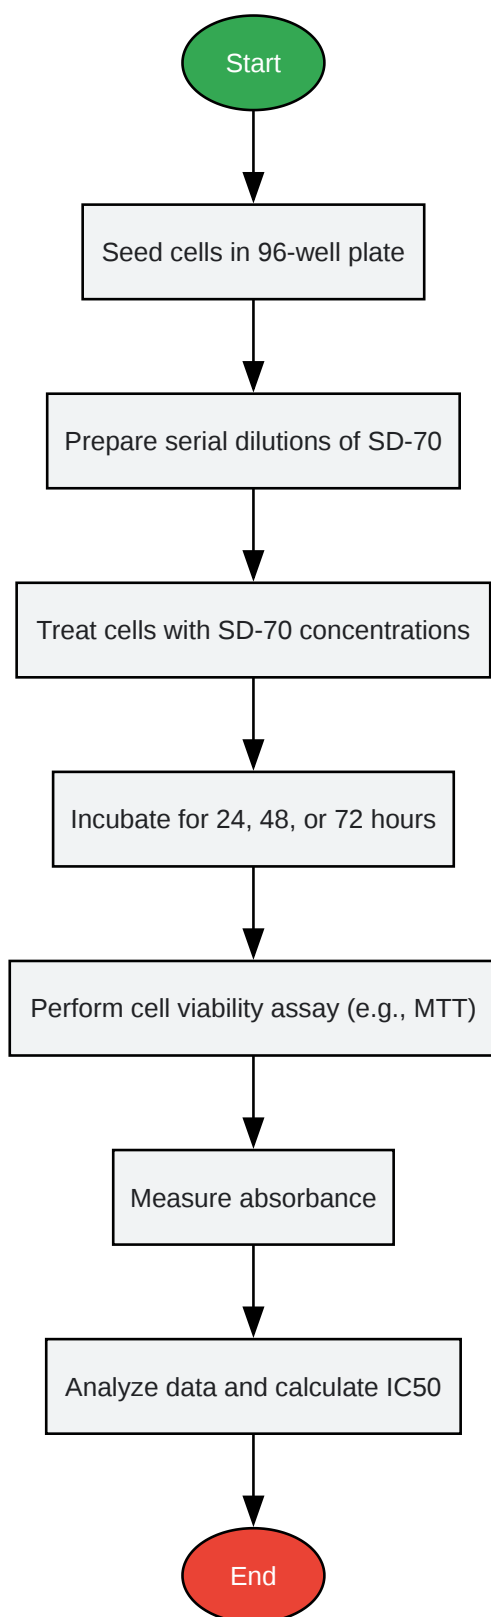 Start
Seed cells in 96-well plate
Prepare serial dilutions of SD-70
Treat cells with SD-70 concentrations
Incubate for 24, 48, or 72 hours
Perform cell viability assay (e.g., MTT)
Measure absorbance
Analyze data and calculate IC50
End